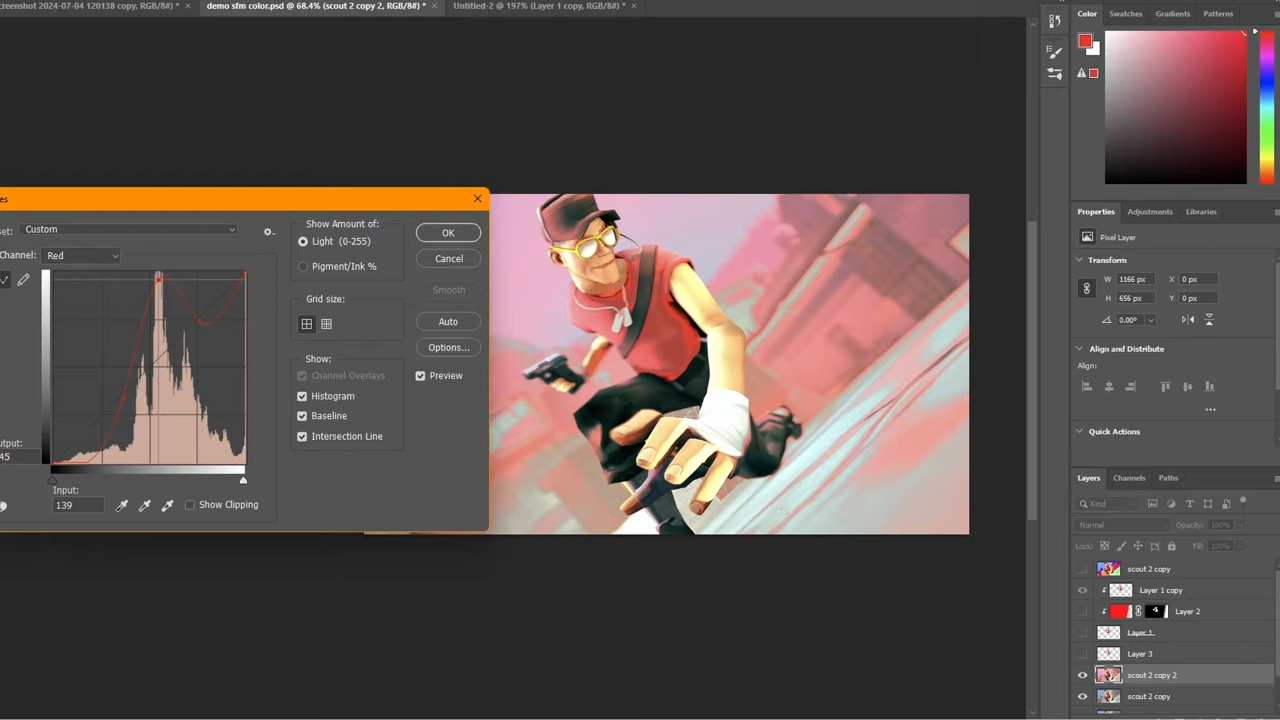 creenshot 2024-07-04 120138 copy, RGB/8#) *
demo sfm color.psd @ 68.4% (scout 2 copy 2, RGB/8#) *
Untitled-2 @ 197% (Layer 1 copy, RGB/8#) *
Color
Swatches
Gradients
Patterns
Properties
Adjustments
Libraries
Pixel Layer
Transform
W 1166 px X 0 px
H 656 px Y 0 px
0.00°
Align and Distribute
Align:
Quick Actions
Layers
Channels
Paths
Kind
Normal
Opacity: 100%
Lock:
Fill: 100%
scout 2 copy
Layer 1 copy
Layer 2
Layer 1
Layer 3
scout 2 copy 2
scout 2 copy
es
set: Custom
Channel: Red
utput:
45
Input:
139
Show Clipping
Show Amount of:
Light (0-255)
Pigment/Ink %
Grid size:
Show:
Channel Overlays
Histogram
Baseline
Intersection Line
OK
Cancel
Smooth
Auto
Options...
Preview